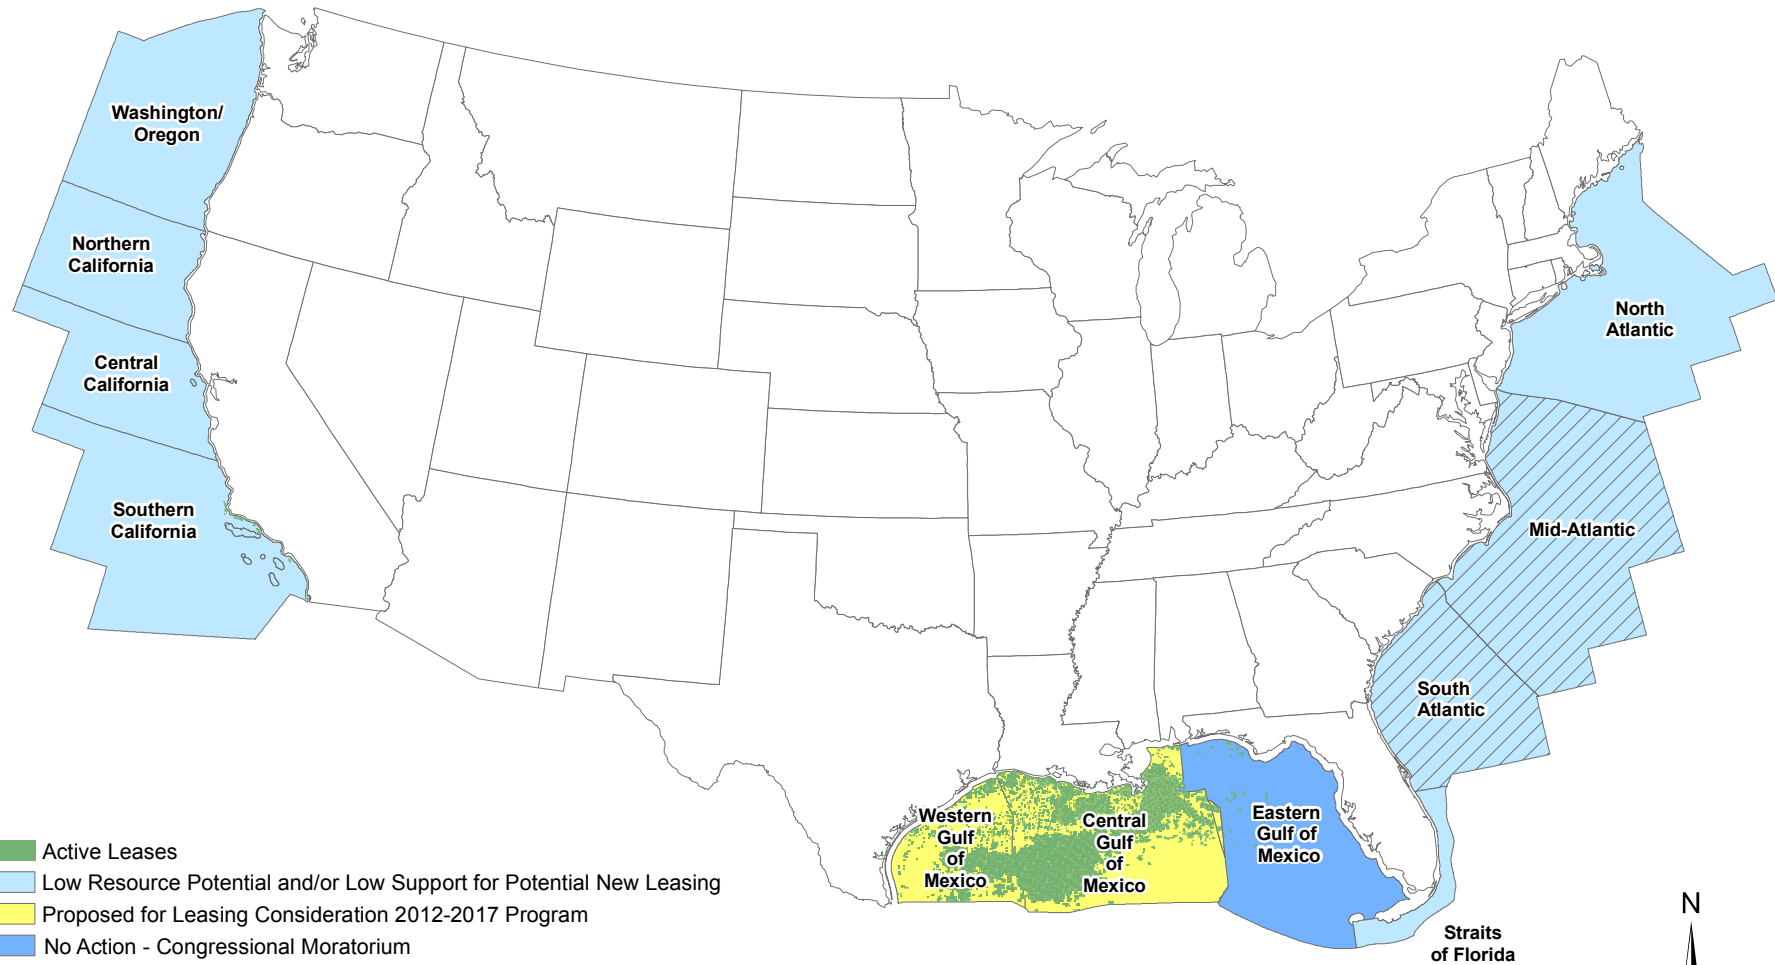 Washington/
Oregon
Northern
California
Central
California
Southern
California
North
Atlantic
Mid-Atlantic
South
Atlantic
Western
Gulf
of
Mexico
Central
Gulf
of
Mexico
Eastern
Gulf of
Mexico
Straits
of Florida
N
Active Leases
Low Resource Potential and/or Low Support for Potential New Leasing
Proposed for Leasing Consideration 2012-2017 Program
No Action - Congressional Moratorium